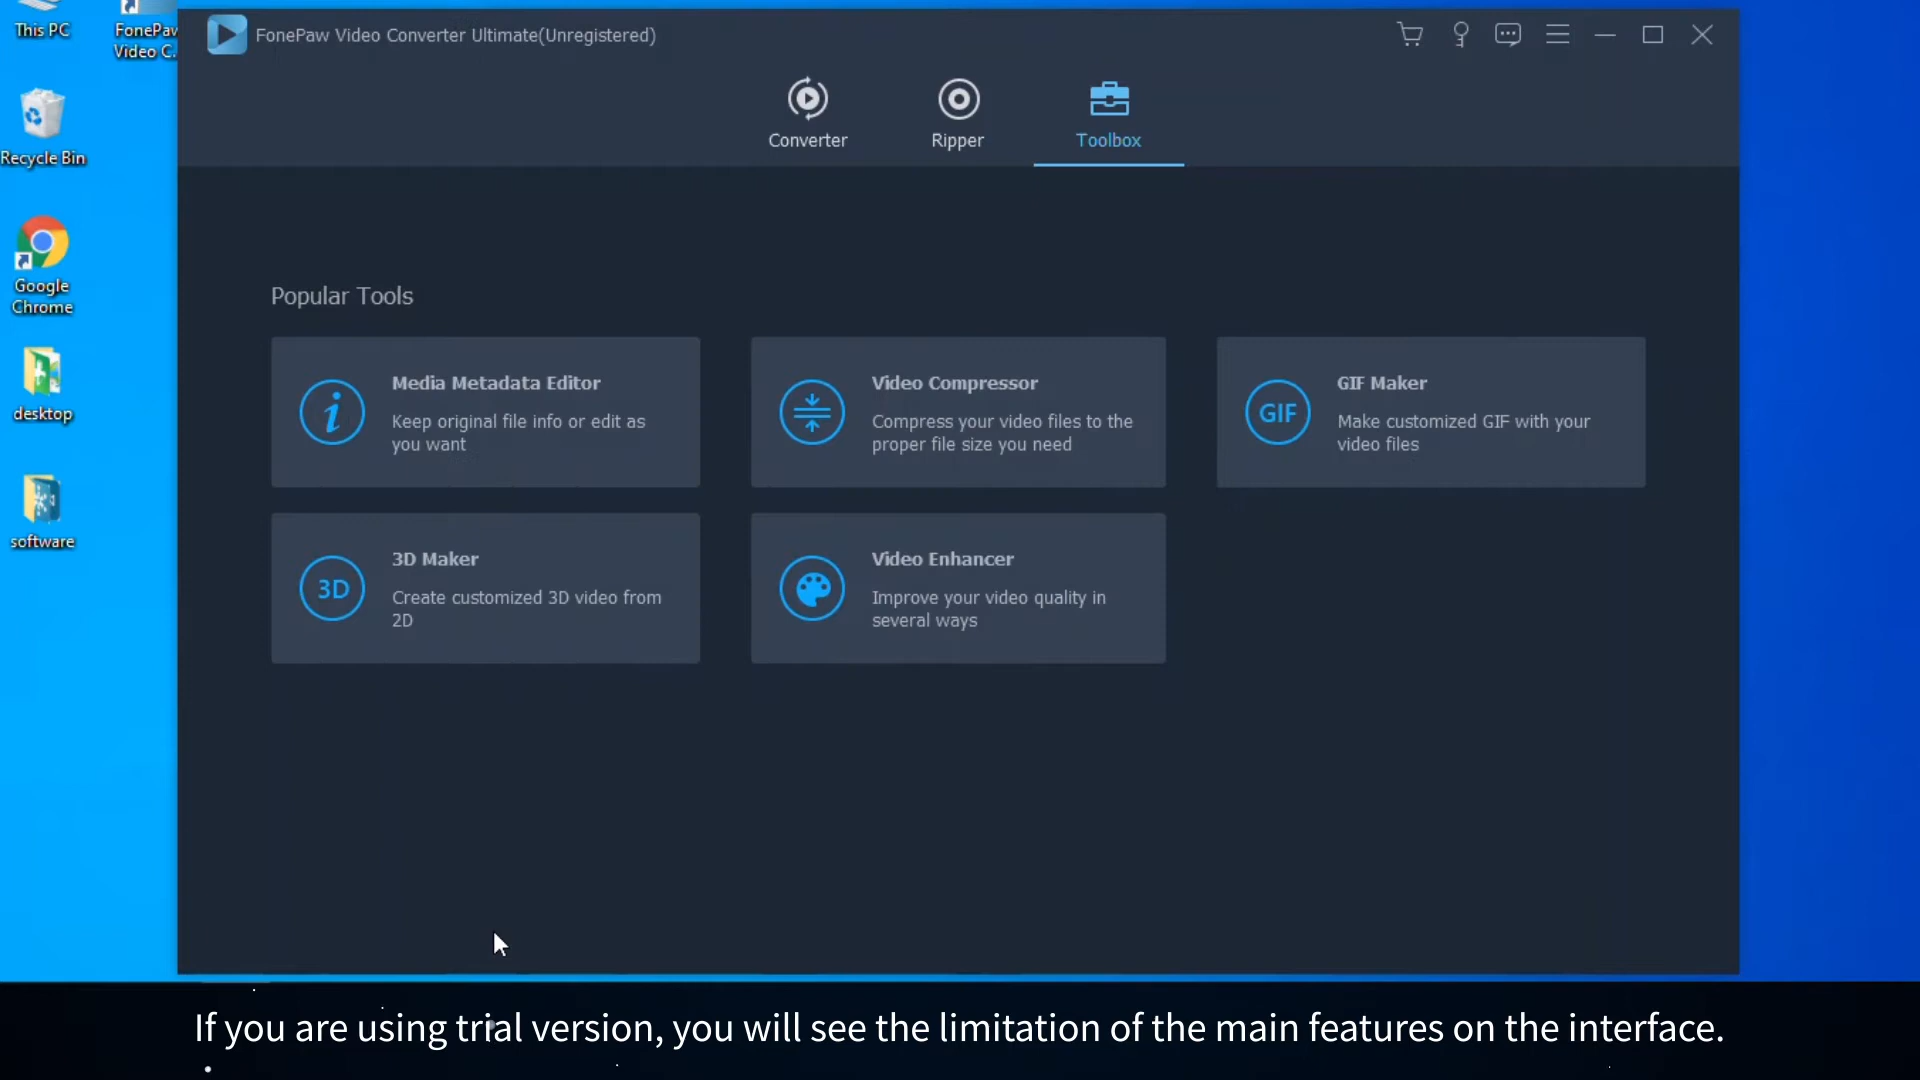 This PC
FonePaw
Video C...
Recycle Bin
Google
Chrome
desktop
software
FonePaw Video Converter Ultimate(Unregistered)
Converter
Ripper
Toolbox
Popular Tools
i
Media Metadata Editor
Keep original file info or edit as
you want
Video Compressor
Compress your video files to the
proper file size you need
GIF
GIF Maker
Make customized GIF with your
video files
3D
3D Maker
Create customized 3D video from
2D
Video Enhancer
Improve your video quality in
several ways
If you are using trial version, you will see the limitation of the main features on the interface.